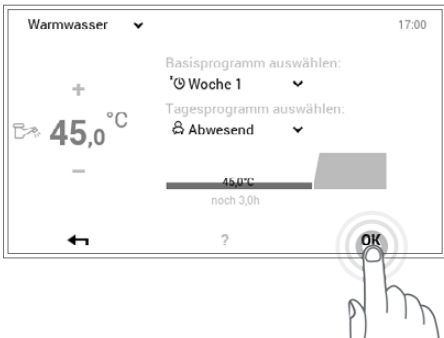 Warmwasser
17:00
Basisprogramm auswählen:
Woche 1
Tagesprogramm auswählen:
Abwesend
+
45,0 °C
−
45,0°C
noch 3,0h
?
OK